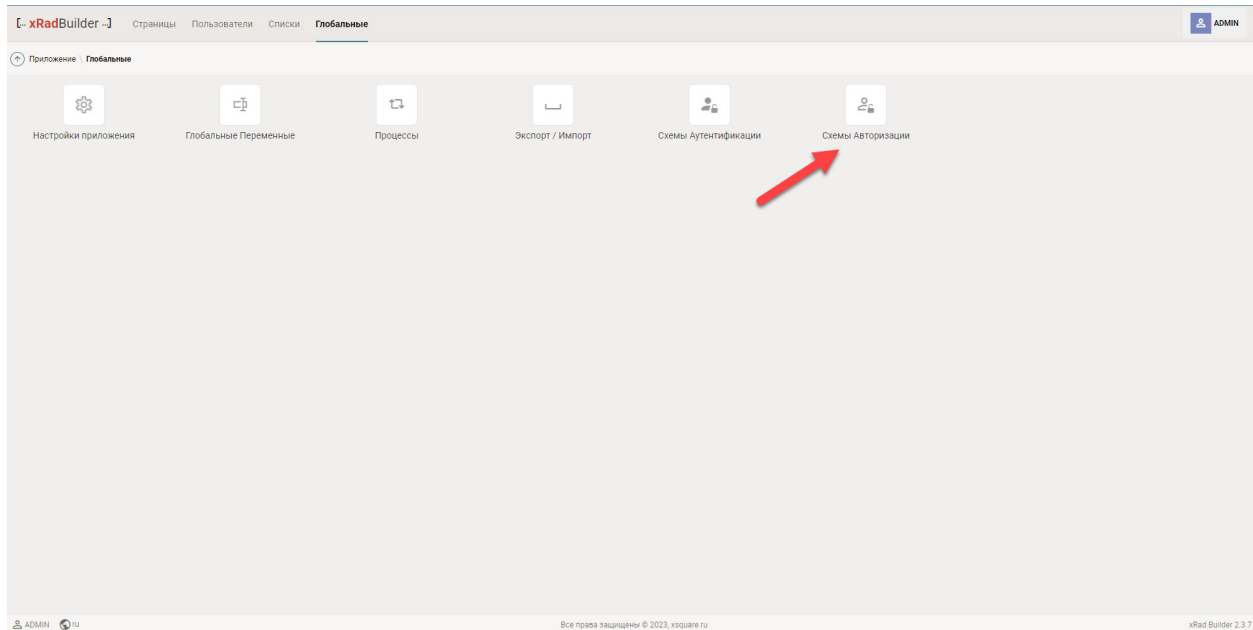 [.. xRadBuilder ..] Страницы Пользователи Списки Глобальные ADMIN
Приложение \ Глобальные
Настройки приложения Глобальные Переменные Процессы Экспорт / Импорт Схемы Аутентификации Схемы Авторизации
ADMIN ru Все права защищены © 2023, xsquare.ru xRad Builder 2.3.7